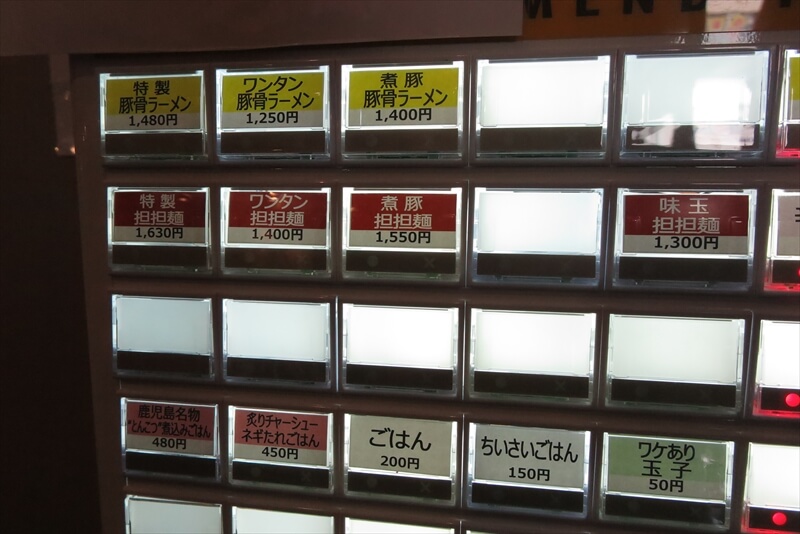 MEND
特製
豚骨ラーメン
1,480円
ワンタン
豚骨ラーメン
1,250円
煮豚
豚骨ラーメン
1,400円
特製
担担麺
1,630円
ワンタン
担担麺
1,400円
煮豚
担担麺
1,550円
味玉
担担麺
1,300円
鹿児島名物
"とんこつ"煮込みごはん
480円
炙りチャーシュー
ネギたれごはん
450円
ごはん
200円
ちいさいごはん
150円
ワケあり
玉子
50円